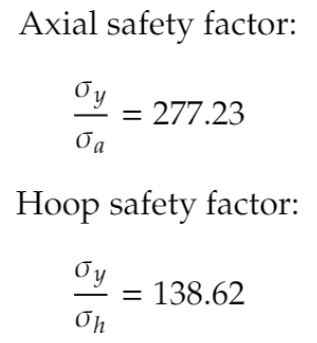 Axial safety factor:
σy/σa = 277.23
Hoop safety factor:
σy/σh = 138.62